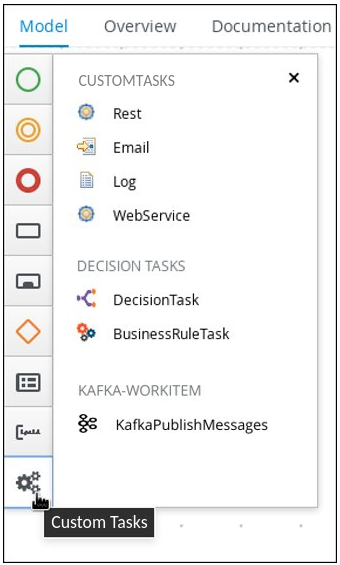 Model Overview Documentation
CUSTOMTASKS
Rest
Email
Log
WebService
DECISION TASKS
DecisionTask
BusinessRuleTask
KAFKA-WORKITEM
KafkaPublishMessages
Custom Tasks